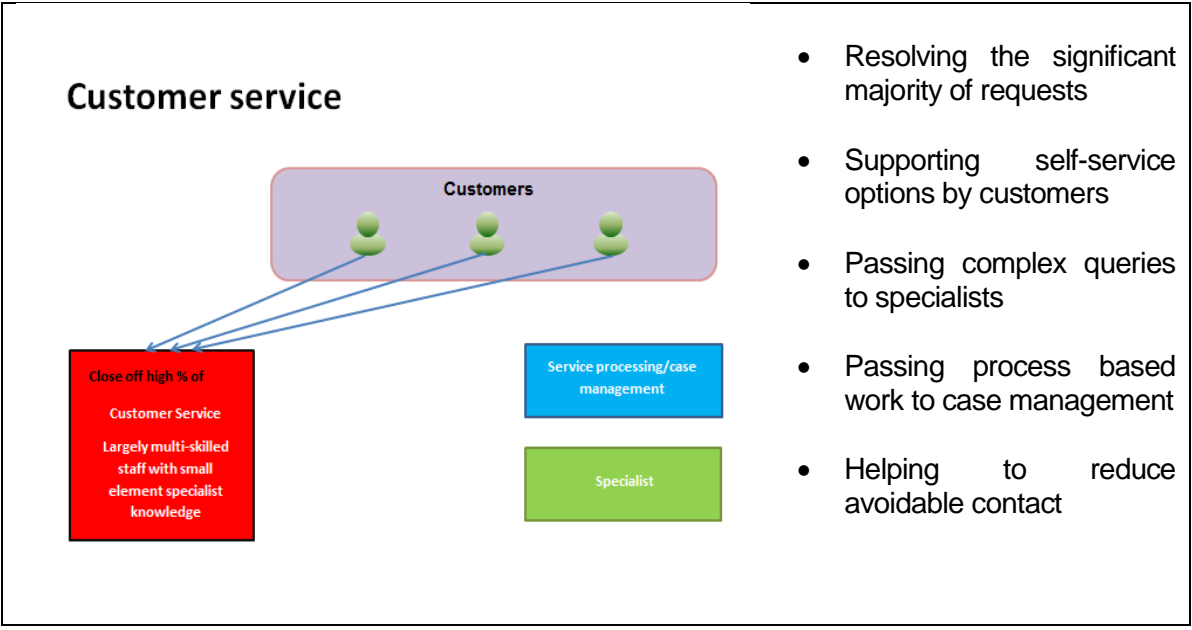 Customer service
Customers
Close off high % of
Customer Service
Largely multi-skilled
staff with small
element specialist
knowledge
Service processing/case
management
Specialist
• Resolving the significant
majority of requests
• Supporting self-service
options by customers
• Passing complex queries
to specialists
• Passing process based
work to case management
• Helping to reduce
avoidable contact